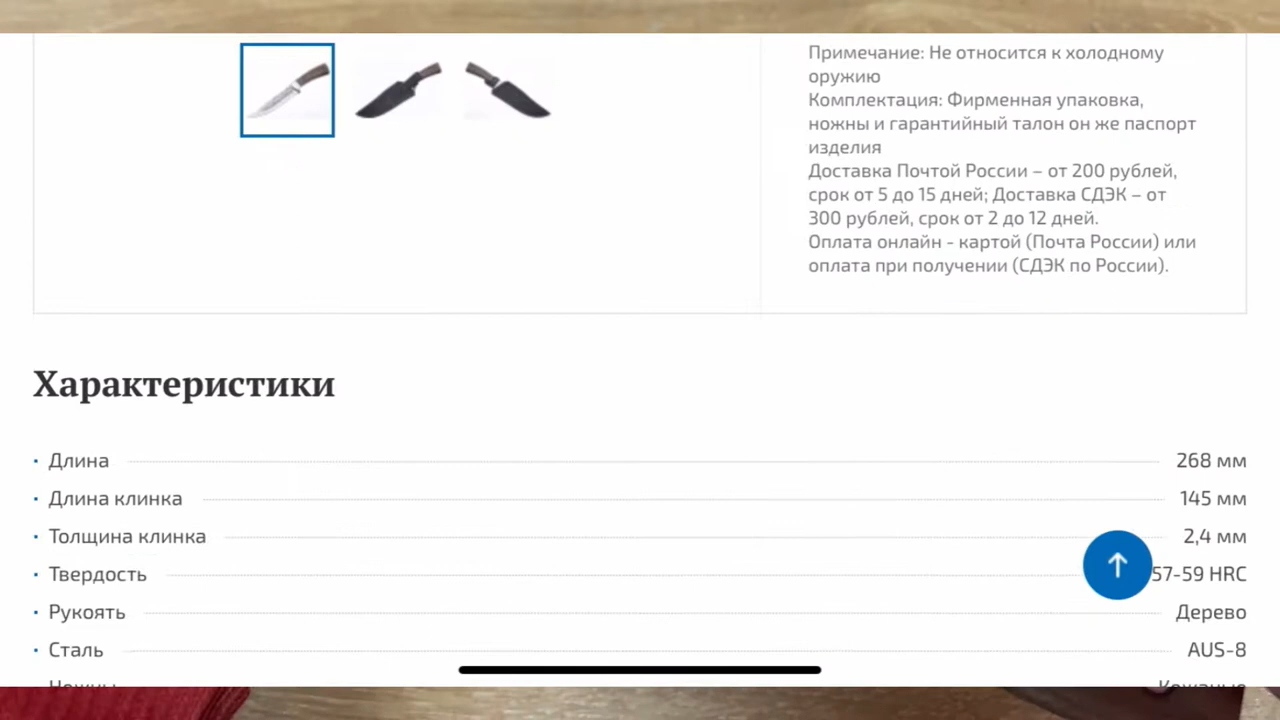 Примечание: Не относится к холодному
оружию
Комплектация: Фирменная упаковка,
ножны и гарантийный талон он же паспорт
изделия
Доставка Почтой России – от 200 рублей,
срок от 5 до 15 дней; Доставка СДЭК – от
300 рублей, срок от 2 до 12 дней.
Оплата онлайн - картой (Почта России) или
оплата при получении (СДЭК по России).
Характеристики
Длина 268 мм
Длина клинка 145 мм
Толщина клинка 2,4 мм
Твердость 57-59 HRC
Рукоять Дерево
Сталь AUS-8